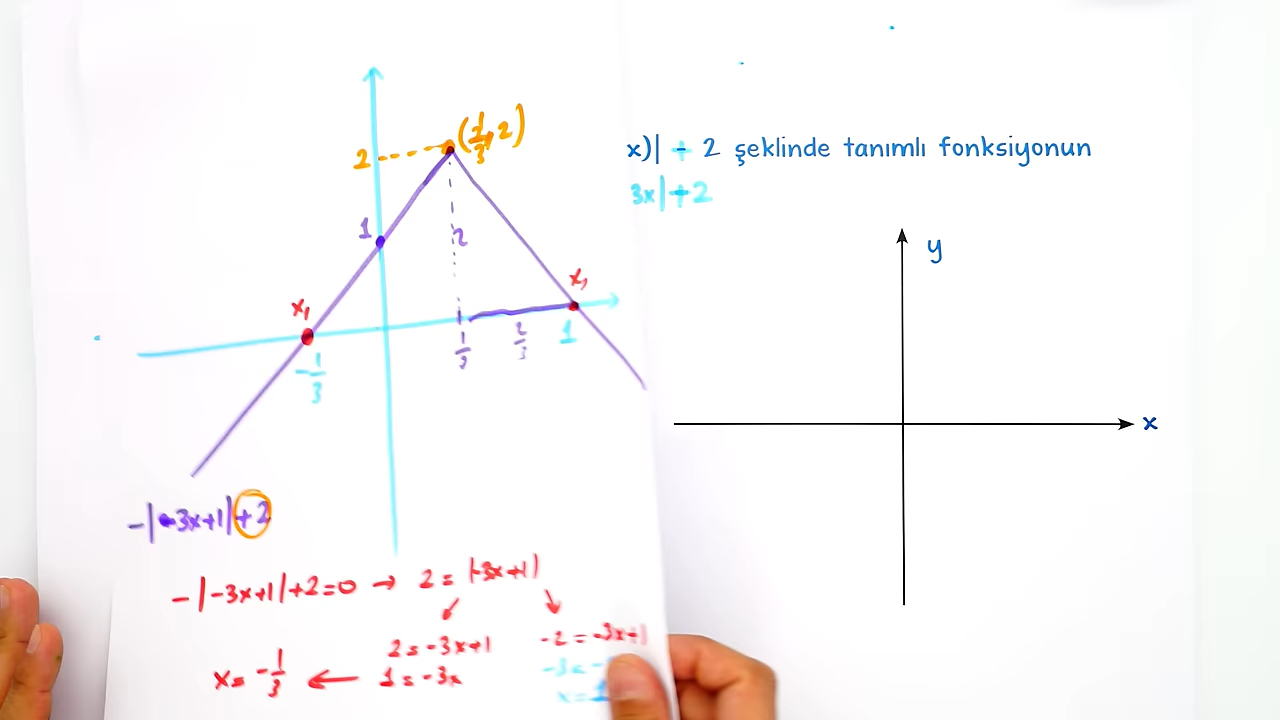 (1/3, 2)
2
1
2
x₁
x₁
-1/3
1/3
2/3
1
-|-3x+1|+2
-|-3x+1|+2=0 → 2=|-3x+1|
2=-3x+1
-2=-3x+1
x=-1/3 ← 1=-3x
-3=-
x=1
x)| + 2 şeklinde tanımlı fonksiyonun
3x|+2
y
x